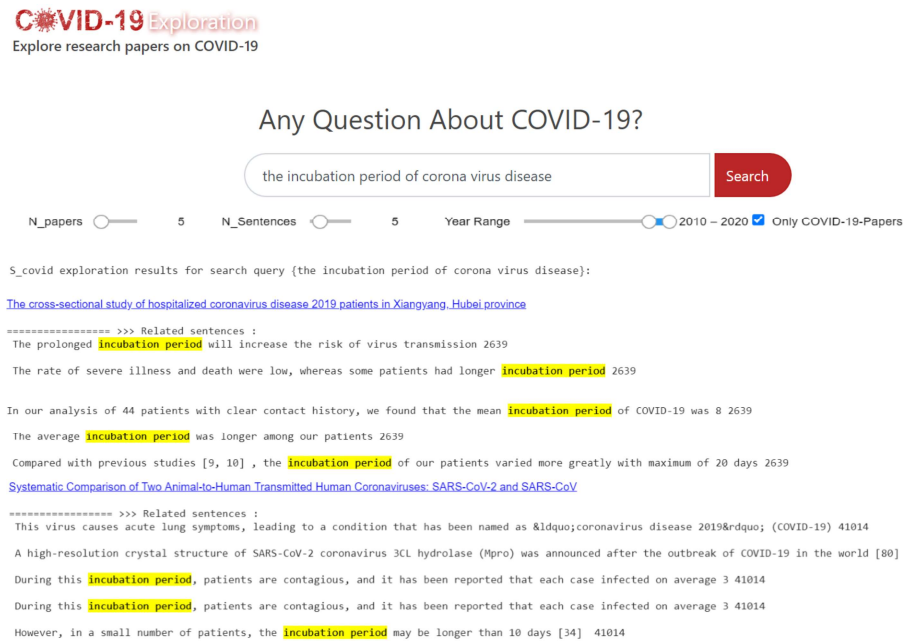 COVID-19 Exploration
Explore research papers on COVID-19
Any Question About COVID-19?
the incubation period of corona virus disease Search
N_papers 5 N_Sentences 5 Year Range 2010 – 2020 Only COVID-19-Papers
S_covid exploration results for search query {the incubation period of corona virus disease}:
The cross-sectional study of hospitalized coronavirus disease 2019 patients in Xiangyang, Hubei province
================= >>> Related sentences :
The prolonged incubation period will increase the risk of virus transmission 2639
The rate of severe illness and death were low, whereas some patients had longer incubation period 2639
In our analysis of 44 patients with clear contact history, we found that the mean incubation period of COVID-19 was 8 2639
The average incubation period was longer among our patients 2639
Compared with previous studies [9, 10] , the incubation period of our patients varied more greatly with maximum of 20 days 2639
Systematic Comparison of Two Animal-to-Human Transmitted Human Coronaviruses: SARS-CoV-2 and SARS-CoV
================= >>> Related sentences :
This virus causes acute lung symptoms, leading to a condition that has been named as &ldquo;coronavirus disease 2019&rdquo; (COVID-19) 41014
A high-resolution crystal structure of SARS-CoV-2 coronavirus 3CL hydrolase (Mpro) was announced after the outbreak of COVID-19 in the world [80]
During this incubation period, patients are contagious, and it has been reported that each case infected on average 3 41014
During this incubation period, patients are contagious, and it has been reported that each case infected on average 3 41014
However, in a small number of patients, the incubation period may be longer than 10 days [34] 41014